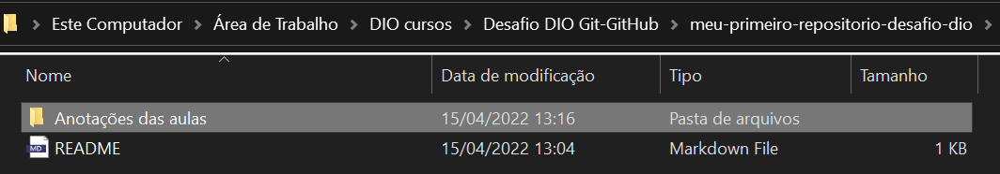 Este Computador > Área de Trabalho > DIO cursos > Desafio DIO Git-GitHub > meu-primeiro-repositorio-desafio-dio >
Nome Data de modificação Tipo Tamanho
Anotações das aulas 15/04/2022 13:16 Pasta de arquivos
MD README 15/04/2022 13:04 Markdown File 1 KB